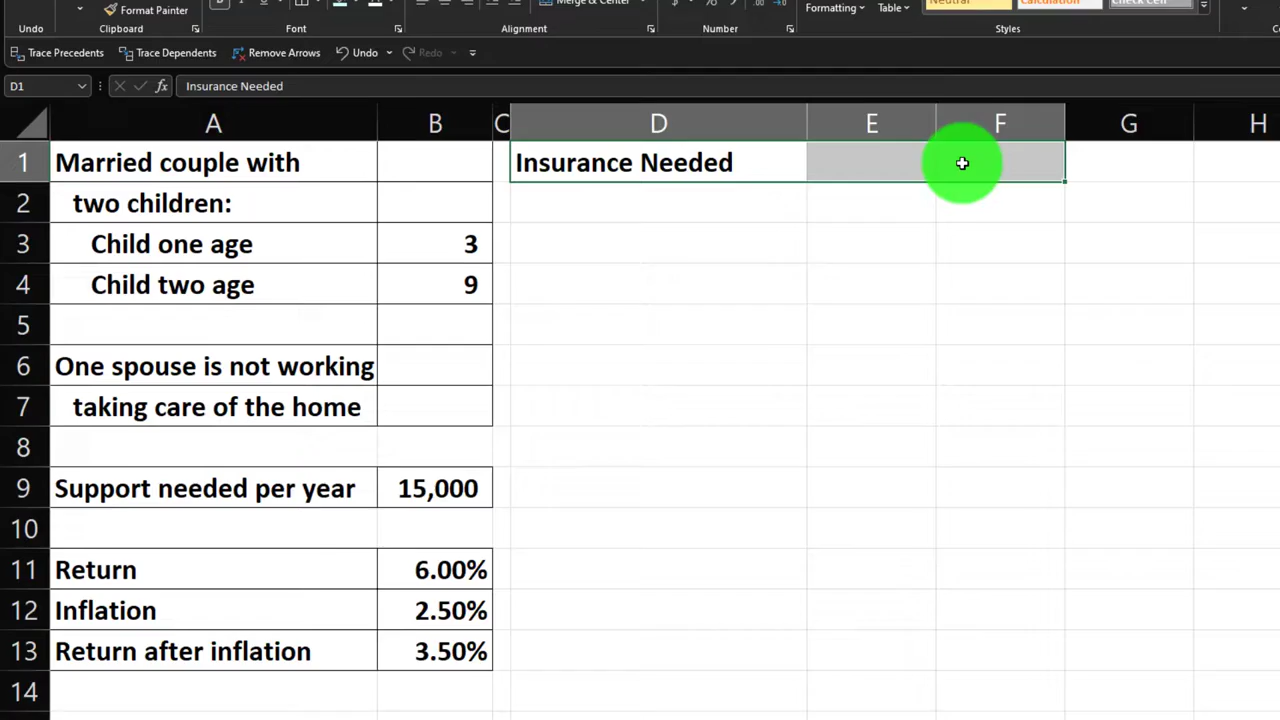 Format Painter
Merge & Center
Formatting
Table
Neutral
Calculation
Check Cell
Undo
Clipboard
Font
Alignment
Number
Styles
Trace Precedents
Trace Dependents
Remove Arrows
Undo
Redo
D1
fx
Insurance Needed
A B C D E F G H
1 Married couple with Insurance Needed
2 two children:
3 Child one age 3
4 Child two age 9
5
6 One spouse is not working
7 taking care of the home
8
9 Support needed per year 15,000
10
11 Return 6.00%
12 Inflation 2.50%
13 Return after inflation 3.50%
14